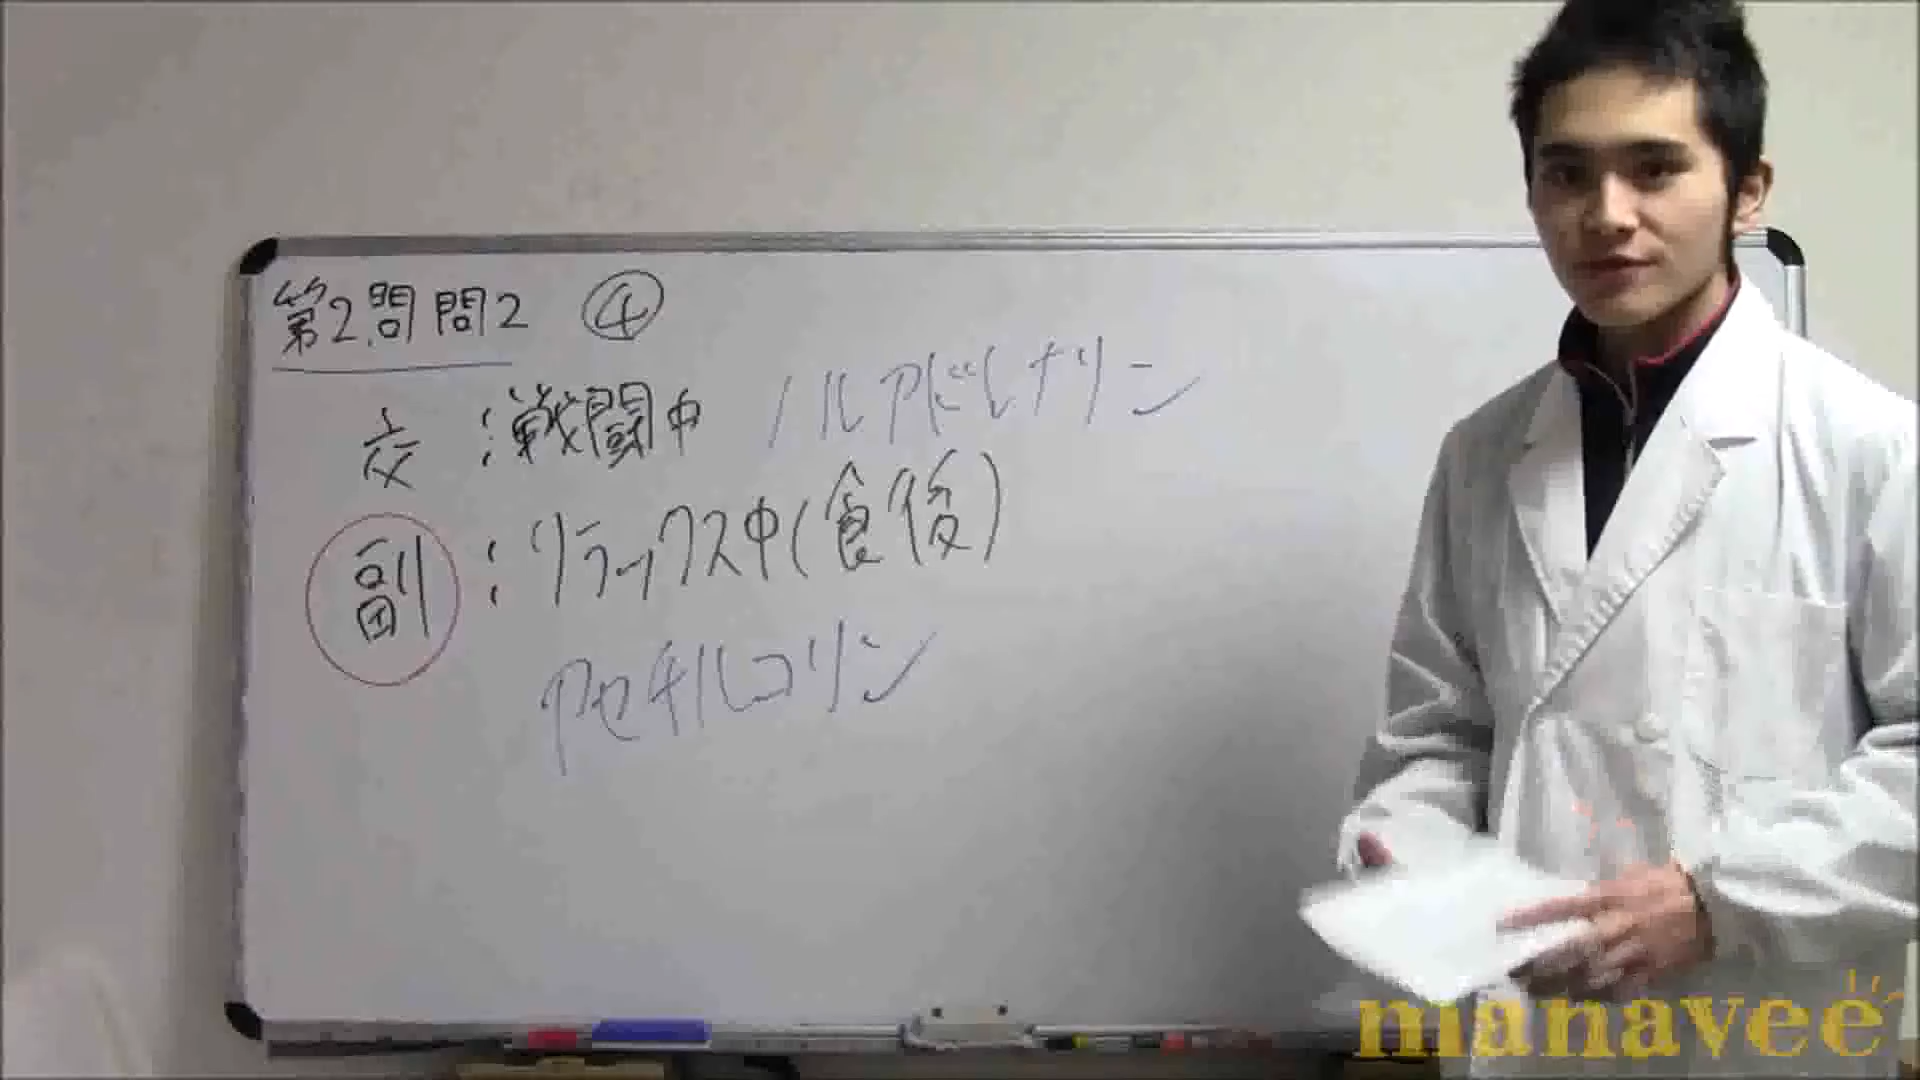 第2問 問2 ④
交:戦闘中 ノルアドレナリン
副:リラックス中(食後)
アセチルコリン
manavee